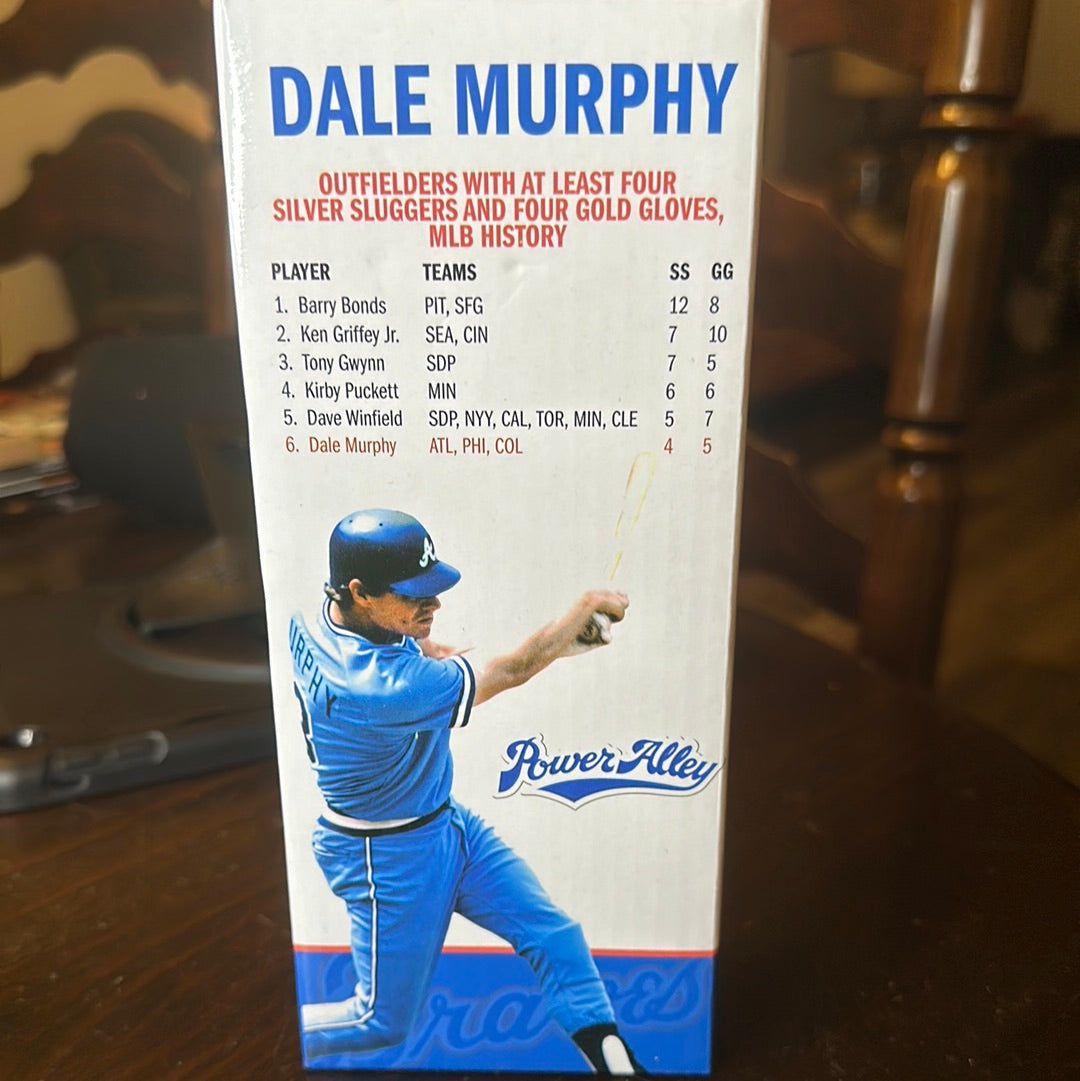 DALE MURPHY
OUTFIELDERS WITH AT LEAST FOUR
SILVER SLUGGERS AND FOUR GOLD GLOVES,
MLB HISTORY
PLAYER TEAMS SS GG
1. Barry Bonds PIT, SFG 12 8
2. Ken Griffey Jr. SEA, CIN 7 10
3. Tony Gwynn SDP 7 5
4. Kirby Puckett MIN 6 6
5. Dave Winfield SDP, NYY, CAL, TOR, MIN, CLE 5 7
6. Dale Murphy ATL, PHI, COL 4 5
A
URPHY
Power Alley